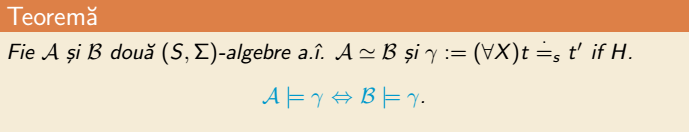 Teoremă
Fie 𝒜 și ℬ două (S, Σ)-algebre a.î. 𝒜 ≃ ℬ și γ := (∀X)t ≐ₛ t′ if H.
𝒜 ⊨ γ ⇔ ℬ ⊨ γ.